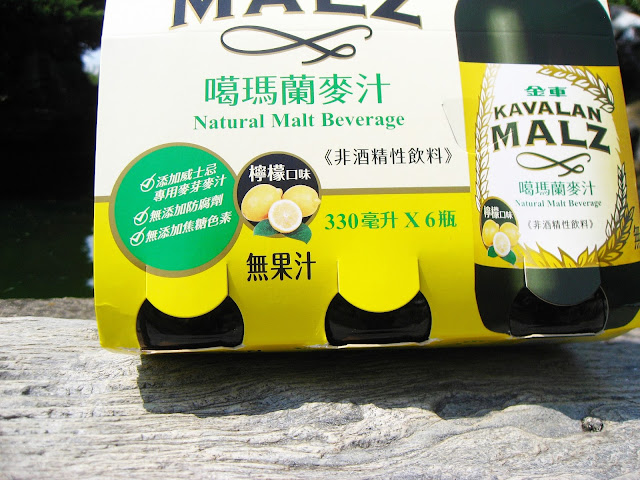 MALZ
噶瑪蘭麥汁
Natural Malt Beverage
《非酒精性飲料》
添加威士忌
專用麥芽麥汁
無添加防腐劑
無添加焦糖色素
檸檬口味
330毫升 X 6瓶
無果汁
金車
KAVALAN
MALZ
噶瑪蘭麥汁
Natural Malt Beverage
《非酒精性飲料》
檸檬口味